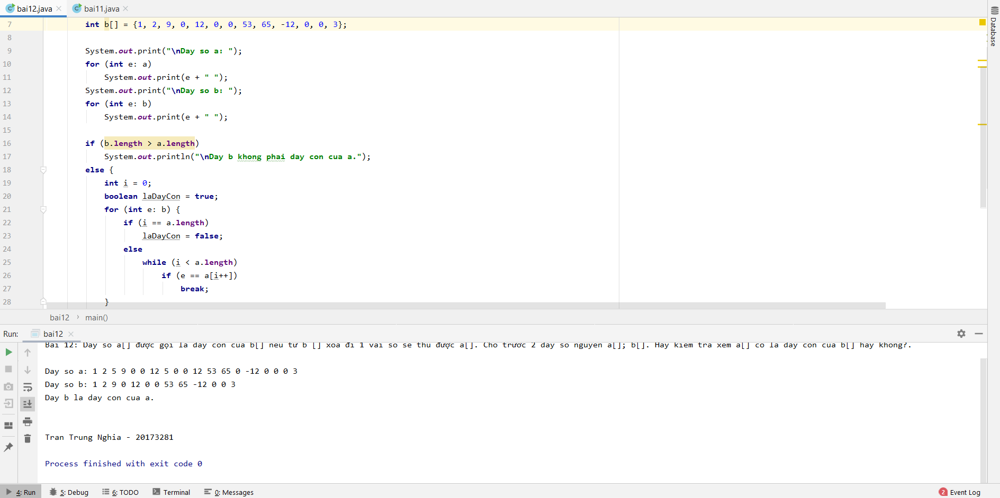 bai12.java bai11.java
7 int b[] = {1, 2, 9, 0, 12, 0, 0, 53, 65, -12, 0, 0, 3};
8
9 System.out.print("\nDay so a: ");
10 for (int e: a)
11 System.out.print(e + " ");
12 System.out.print("\nDay so b: ");
13 for (int e: b)
14 System.out.print(e + " ");
15
16 if (b.length > a.length)
17 System.out.println("\nDay b khong phai day con cua a.");
18 else {
19 int i = 0;
20 boolean laDayCon = true;
21 for (int e: b) {
22 if (i == a.length)
23 laDayCon = false;
24 else
25 while (i < a.length)
26 if (e == a[i++])
27 break;
28 }
Database
bai12 › main()
Run: bai12
Bai 12: Day so a[] được gọi la day con cua b[] neu tu b [] xoa đi 1 vai so se thu được a[]. Cho trước 2 day so nguyen a[]; b[]. Hay kiem tra xem a[] co la day con cua b[] hay khong?.
Day so a: 1 2 5 9 0 0 12 5 0 0 12 53 65 0 -12 0 0 0 3
Day so b: 1 2 9 0 12 0 0 53 65 -12 0 0 3
Day b la day con cua a.
Tran Trung Nghia - 20173281
Process finished with exit code 0
4: Run 5: Debug 6: TODO Terminal 0: Messages 2 Event Log